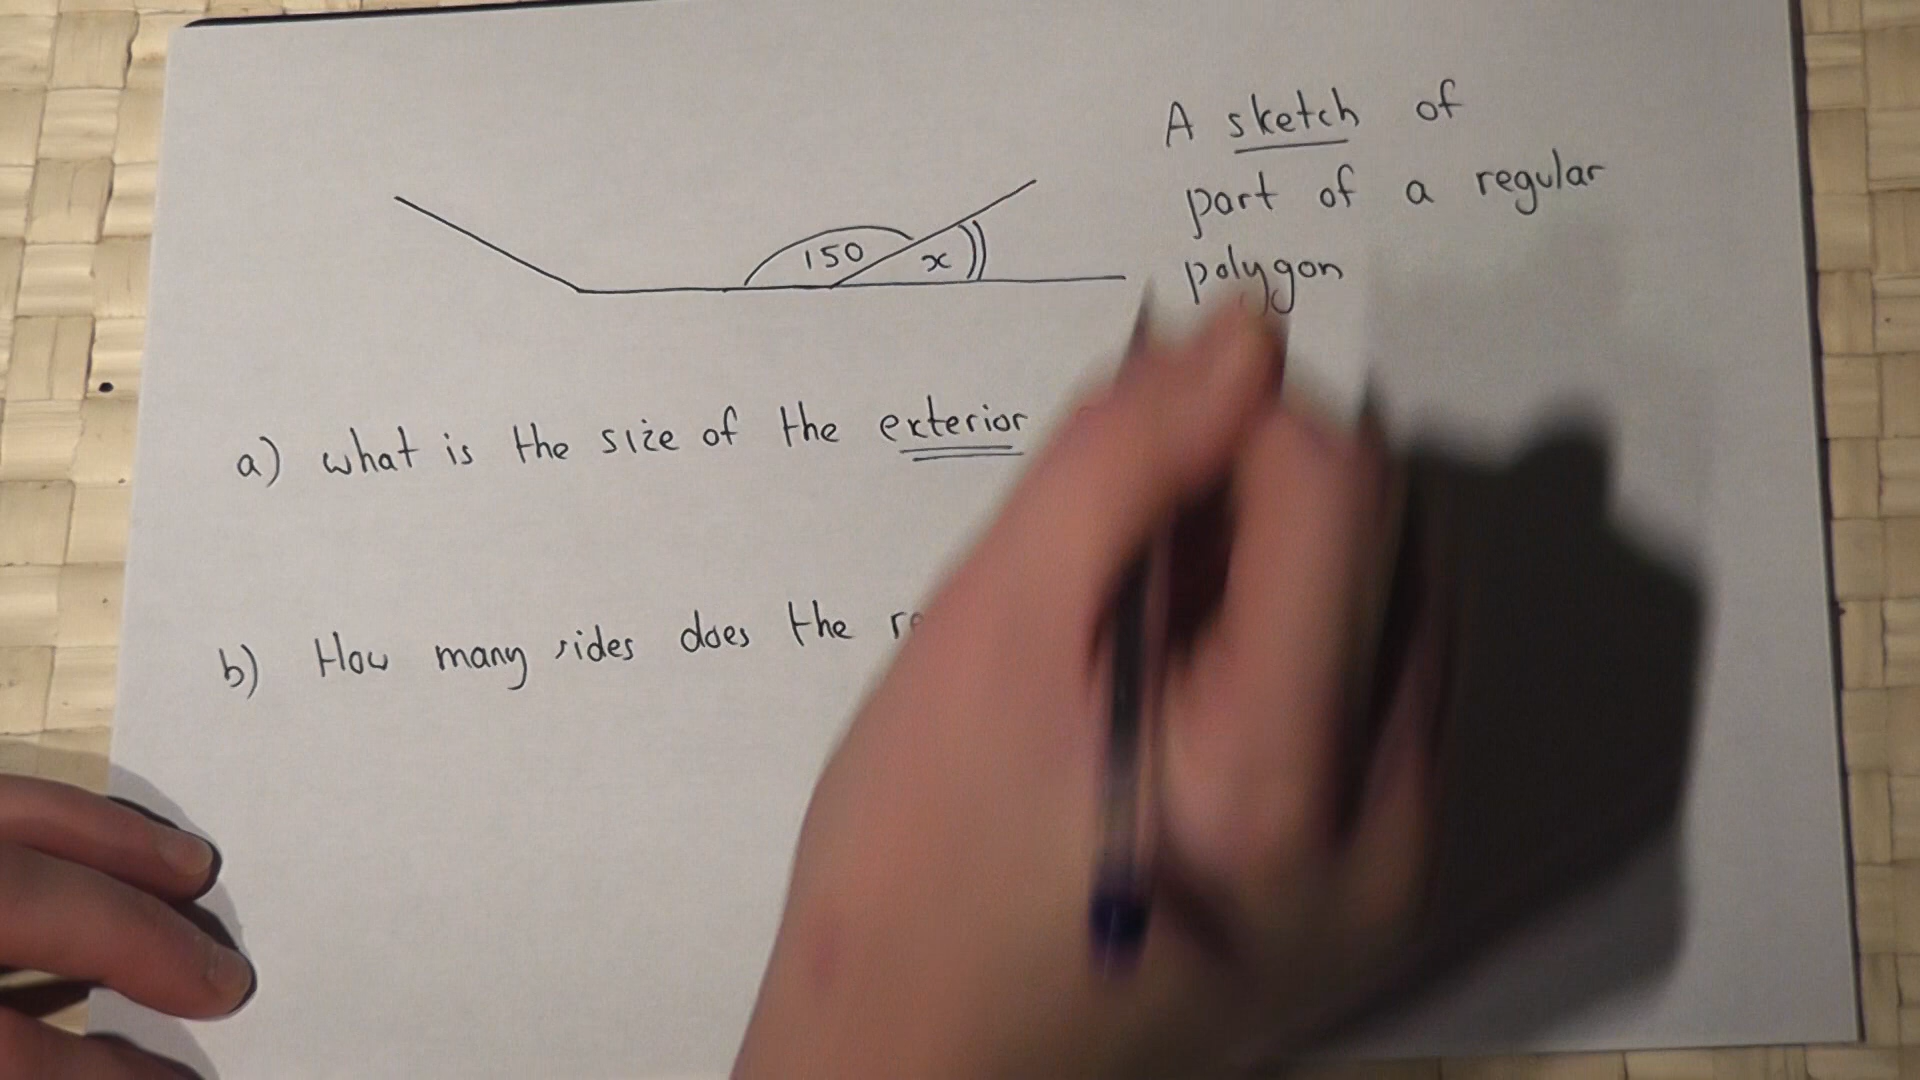 A sketch of
part of a regular
polygon
150 x
a) what is the size of the exterior
b) How many sides does the